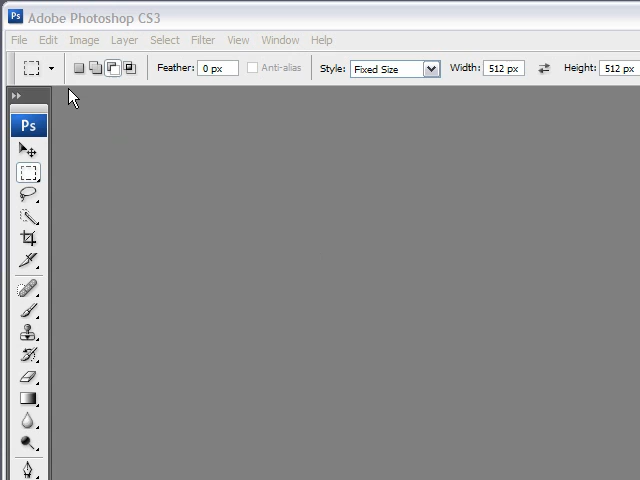 Ps Adobe Photoshop CS3
File Edit Image Layer Select Filter View Window Help
Feather: 0 px Anti-alias Style: Fixed Size Width: 512 px Height: 512 px
Ps